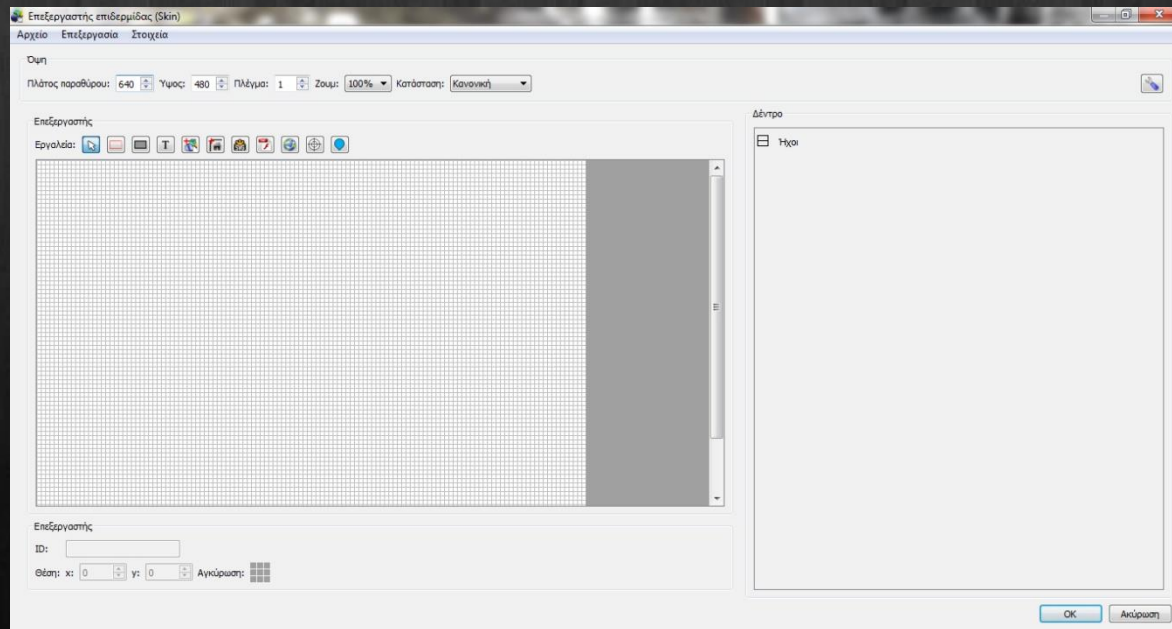 Επεξεργαστής επιδερμίδας (Skin)
Αρχείο Επεξεργασία Στοιχεία
Όψη
Πλάτος παραθύρου: 640 Ύψος: 480 Πλέγμα: 1 Ζουμ: 100% Κατάσταση: Κανονική
Επεξεργαστής
Εργαλεία: T
Δέντρο
Ήχοι
Επεξεργαστής
ID:
Θέση: x: 0 y: 0 Αγκύρωση:
OK Ακύρωση